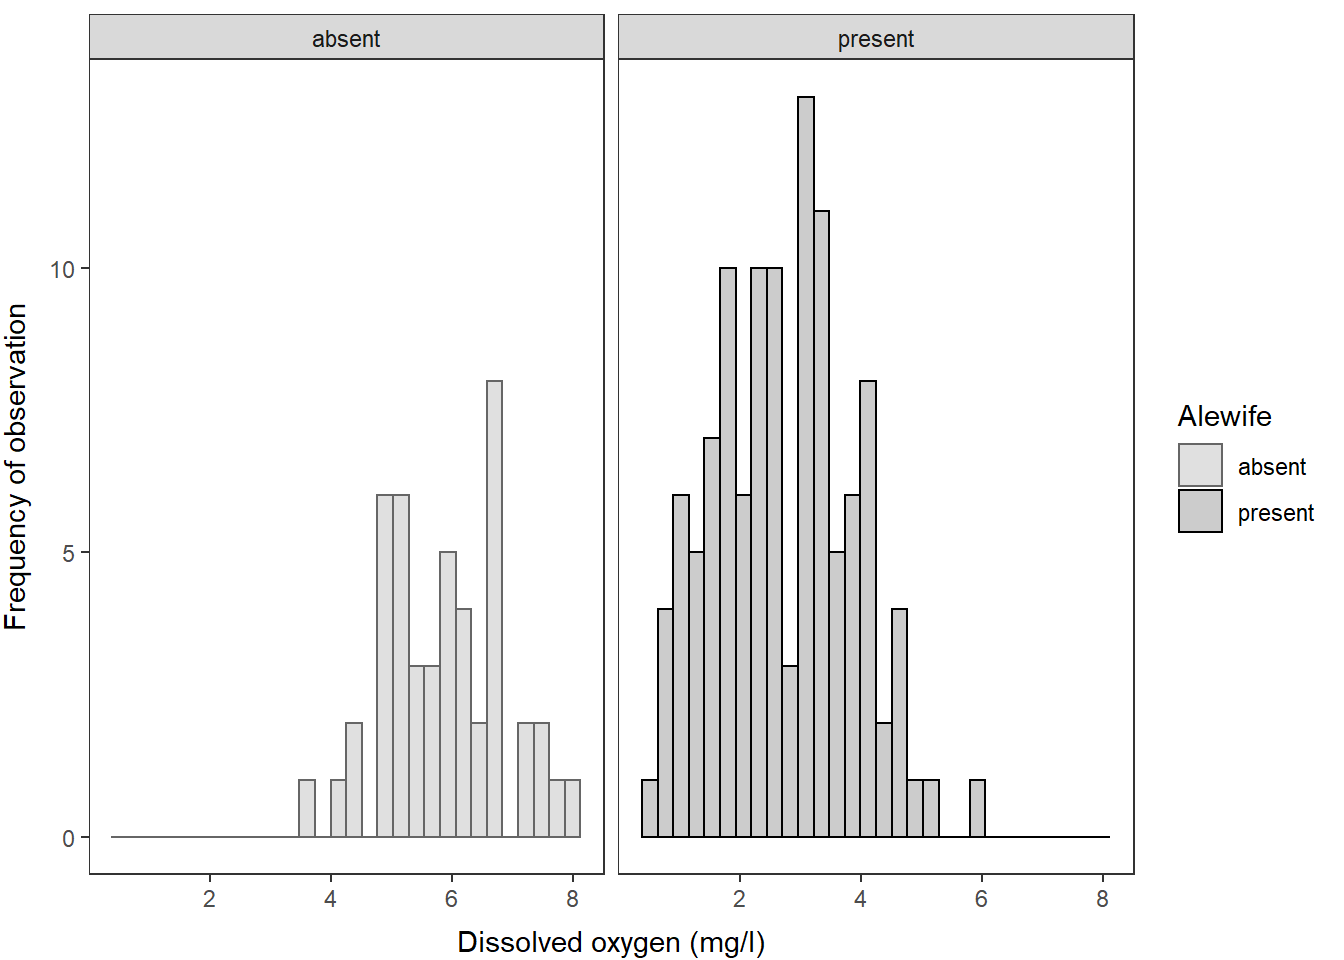 absent
present
10
5
0
Frequency of observation
2 4 6 8
2 4 6 8
Dissolved oxygen (mg/l)
Alewife
absent
present